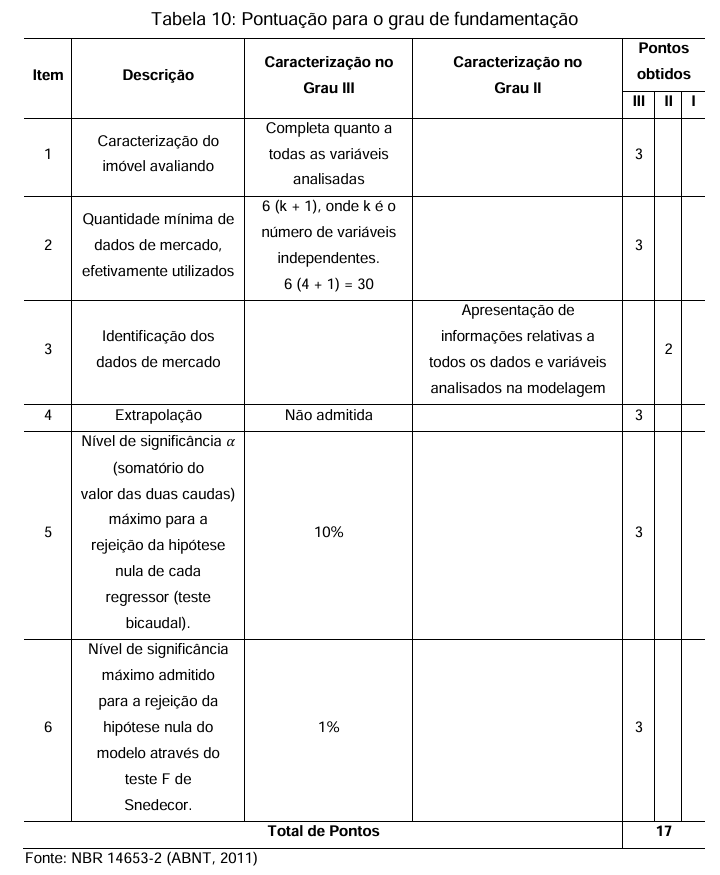 Tabela 10: Pontuação para o grau de fundamentação
Item
Descrição
Caracterização no
Grau III
Caracterização no
Grau II
Pontos
obtidos
III
II
I
1
Caracterização do
imóvel avaliando
Completa quanto a
todas as variáveis
analisadas
3
2
Quantidade mínima de
dados de mercado,
efetivamente utilizados
6 (k + 1), onde k é o
número de variáveis
independentes.
6 (4 + 1) = 30
3
3
Identificação dos
dados de mercado
Apresentação de
informações relativas a
todos os dados e variáveis
analisados na modelagem
2
4
Extrapolação
Não admitida
3
5
Nível de significância α
(somatório do
valor das duas caudas)
máximo para a
rejeição da hipótese
nula de cada
regressor (teste
bicaudal).
10%
3
6
Nível de significância
máximo admitido
para a rejeição da
hipótese nula do
modelo através do
teste F de
Snedecor.
1%
3
Total de Pontos
17
Fonte: NBR 14653-2 (ABNT, 2011)